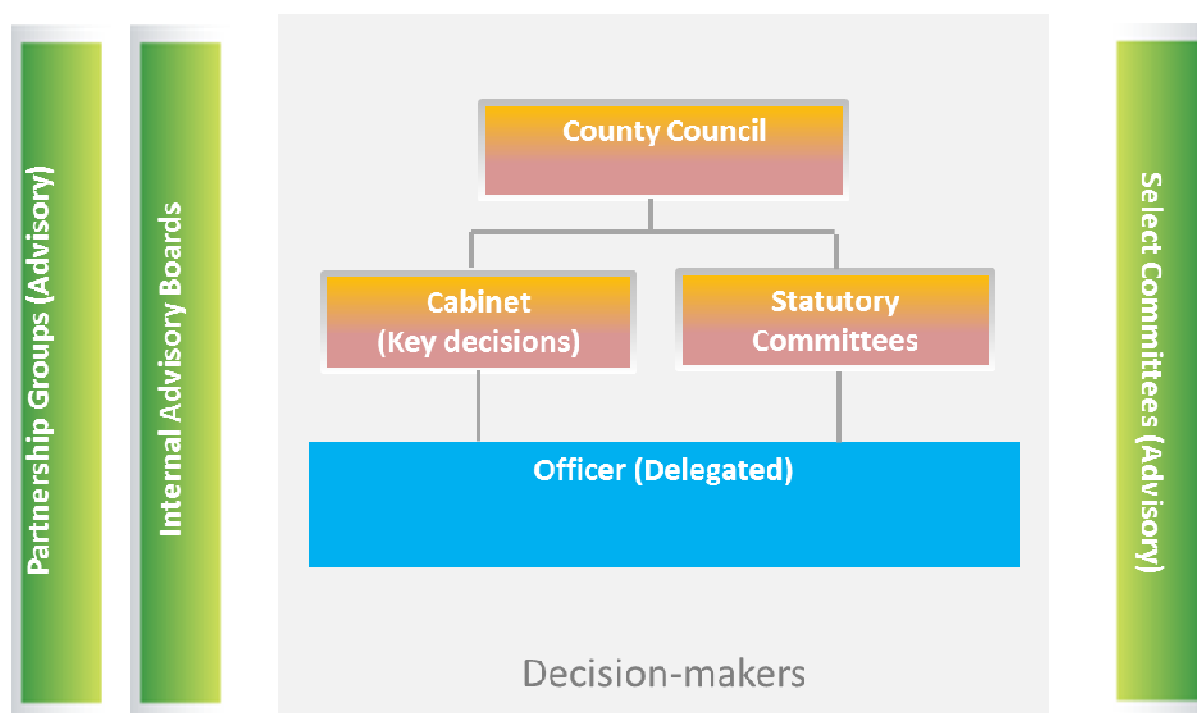 Partnership Groups (Advisory)
Internal Advisory Boards
County Council
Cabinet
(Key decisions)
Statutory
Committees
Officer (Delegated)
Decision-makers
Select Committees (Advisory)